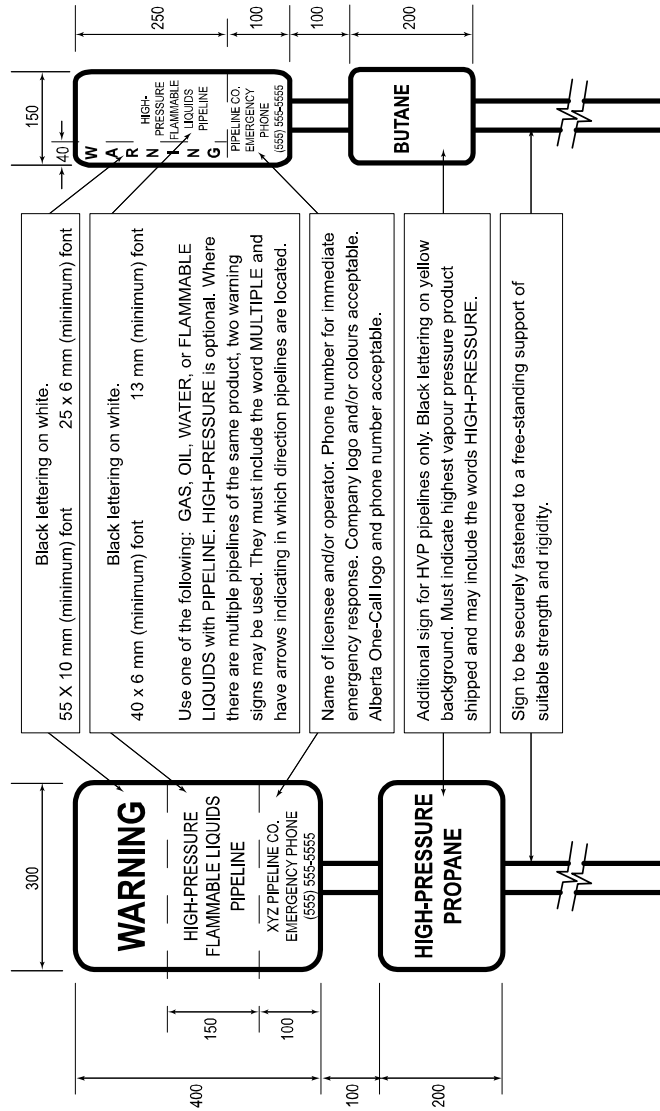 300
WARNING
HIGH-PRESSURE
FLAMMABLE LIQUIDS
PIPELINE
XYZ PIPELINE CO.
EMERGENCY PHONE
(555) 555-5555
HIGH-PRESSURE
PROPANE
400
150
100
100
200
Black lettering on white.
55 X 10 mm (minimum) font 25 x 6 mm (minimum) font
Black lettering on white.
40 x 6 mm (minimum) font 13 mm (minimum) font
Use one of the following: GAS, OIL, WATER, or FLAMMABLE
LIQUIDS with PIPELINE. HIGH-PRESSURE is optional. Where
there are multiple pipelines of the same product, two warning
signs may be used. They must include the word MULTIPLE and
have arrows indicating in which direction pipelines are located.
Name of licensee and/or operator. Phone number for immediate
emergency response. Company logo and/or colours acceptable.
Alberta One-Call logo and phone number acceptable.
Additional sign for HVP pipelines only. Black lettering on yellow
background. Must indicate highest vapour pressure product
shipped and may include the words HIGH-PRESSURE.
Sign to be securely fastened to a free-standing support of
suitable strength and rigidity.
150
40
WARNING
HIGH-
PRESSURE
FLAMMABLE
LIQUIDS
PIPELINE
PIPELINE CO.
EMERGENCY
PHONE
(555) 555-5555
BUTANE
250
100
100
200